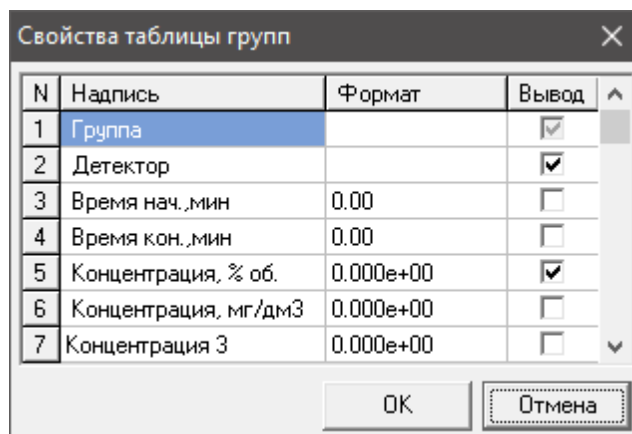 Свойства таблицы групп
N Надпись Формат Вывод
1 Группа
2 Детектор
3 Время нач.,мин 0.00
4 Время кон.,мин 0.00
5 Концентрация, % об. 0.000e+00
6 Концентрация, мг/дм3 0.000e+00
7 Концентрация 3 0.000e+00
OK Отмена